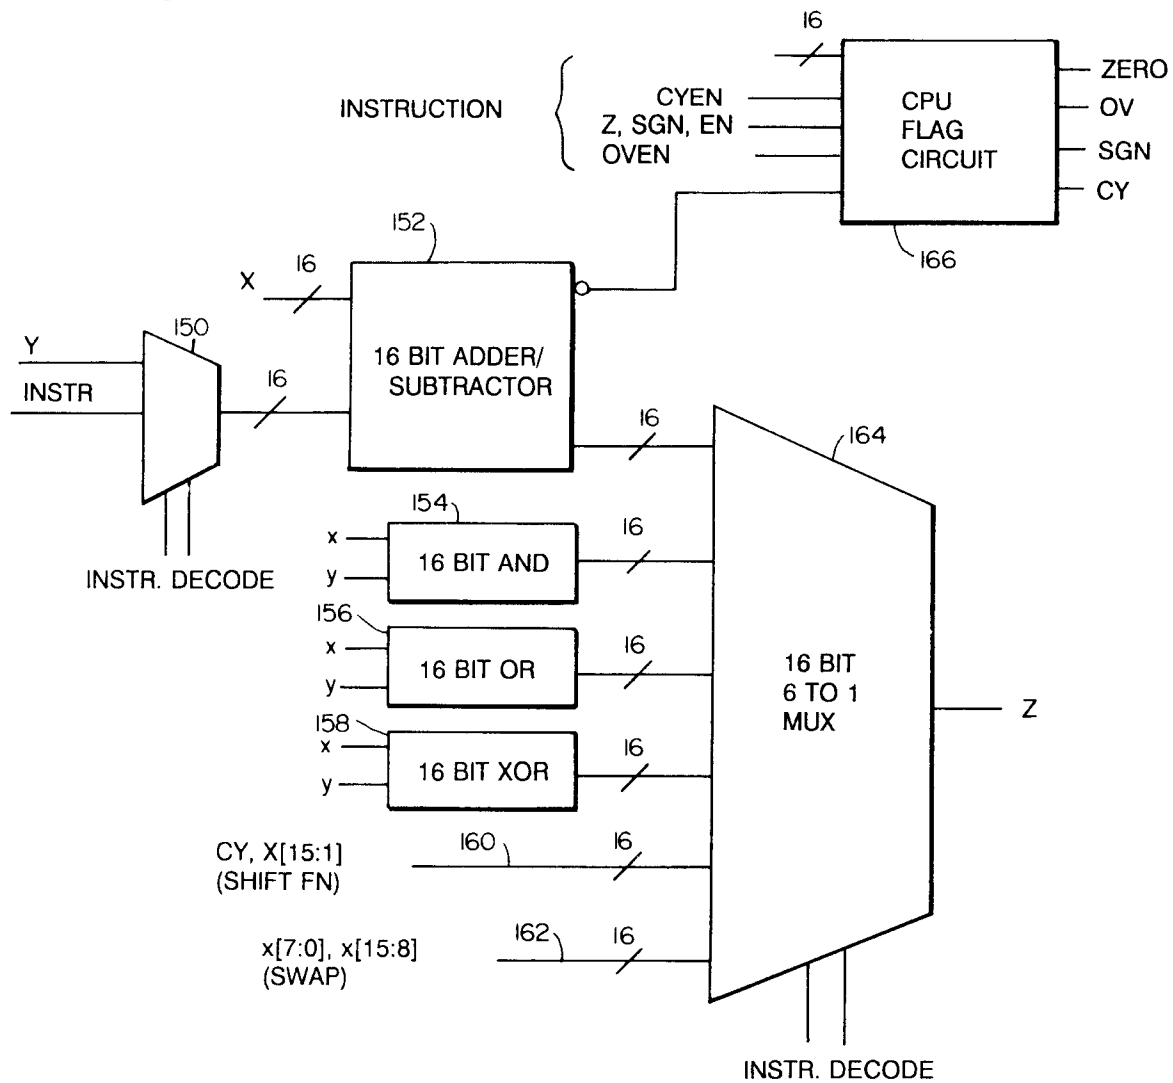 16
INSTRUCTION
CYEN
Z, SGN, EN
OVEN
CPU
FLAG
CIRCUIT
ZERO
OV
SGN
CY
166
152
X
16
16 BIT ADDER/
SUBTRACTOR
150
Y
INSTR
16
INSTR. DECODE
16
164
154
x
y
16 BIT AND
16
156
x
y
16 BIT OR
16
158
x
y
16 BIT XOR
16
16 BIT
6 TO 1
MUX
Z
CY, X[15:1]
(SHIFT FN)
160
16
x[7:0], x[15:8]
(SWAP)
162
16
INSTR. DECODE